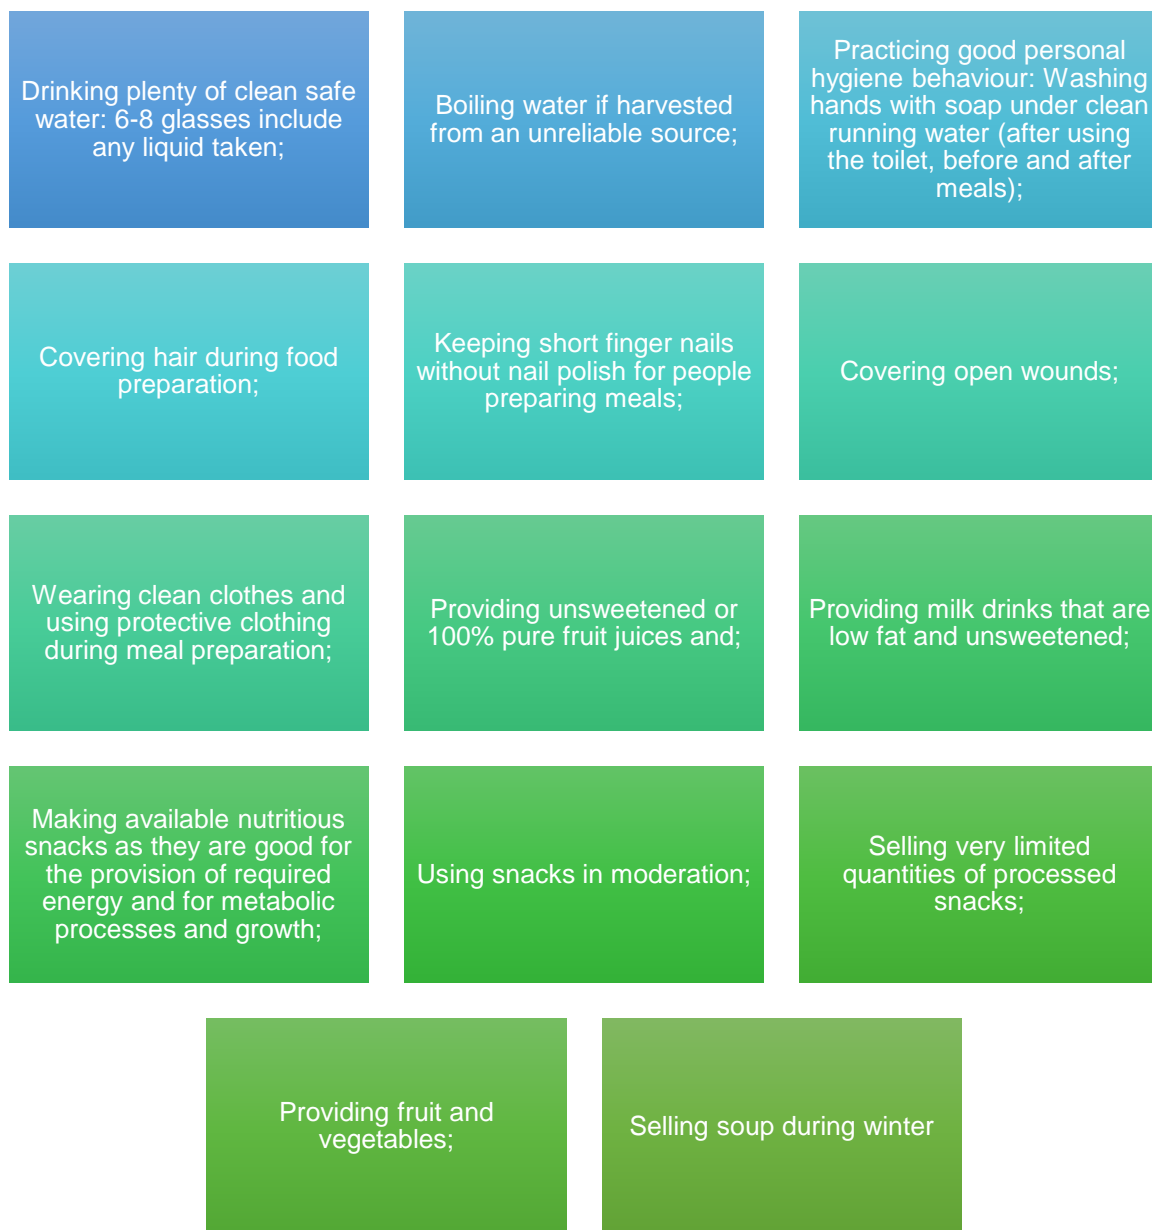 Drinking plenty of clean safe
water: 6-8 glasses include
any liquid taken;
Boiling water if harvested
from an unreliable source;
Practicing good personal
hygiene behaviour: Washing
hands with soap under clean
running water (after using
the toilet, before and after
meals);
Covering hair during food
preparation;
Keeping short finger nails
without nail polish for people
preparing meals;
Covering open wounds;
Wearing clean clothes and
using protective clothing
during meal preparation;
Providing unsweetened or
100% pure fruit juices and;
Providing milk drinks that are
low fat and unsweetened;
Making available nutritious
snacks as they are good for
the provision of required
energy and for metabolic
processes and growth;
Using snacks in moderation;
Selling very limited
quantities of processed
snacks;
Providing fruit and
vegetables;
Selling soup during winter